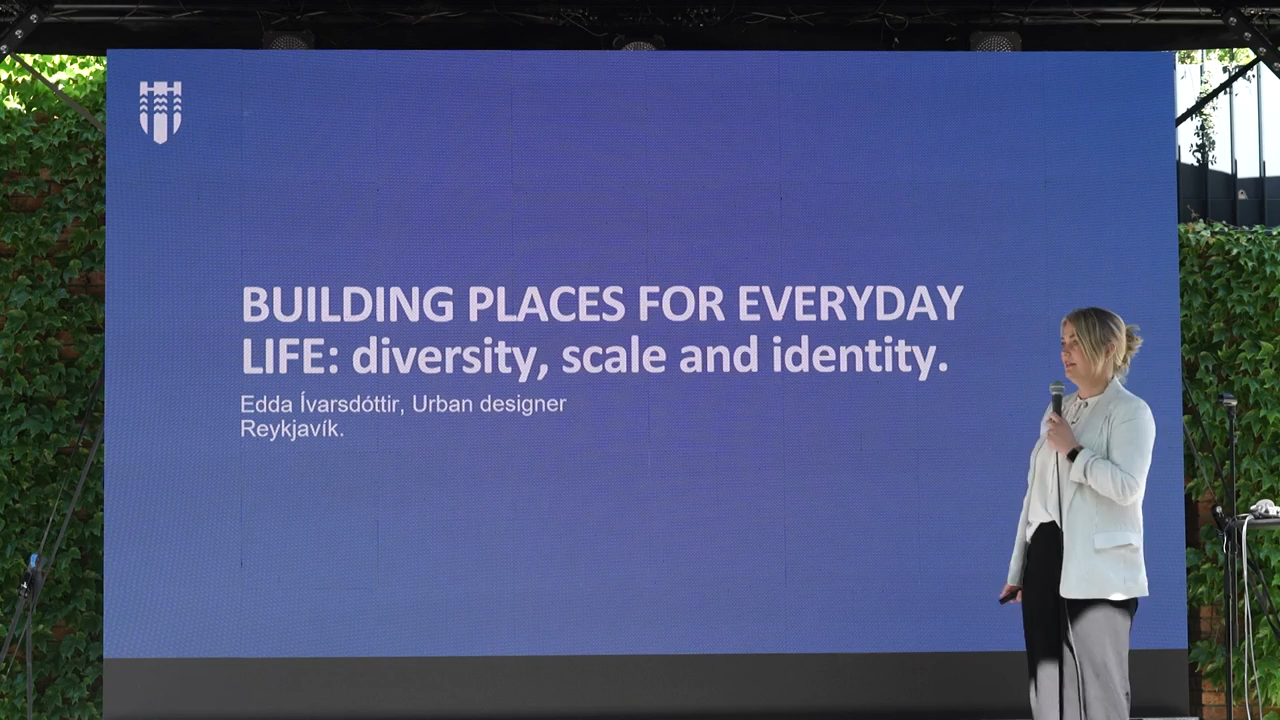 BUILDING PLACES FOR EVERYDAY
LIFE: diversity, scale and identity.
Edda Ívarsdóttir, Urban designer
Reykjavík.